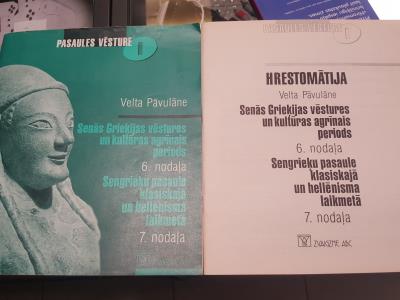 PASAULES VĒSTURE
Velta Pāvulāne
Senās Grieķijas vēstures
un kultūras agrīnais
periods
6. nodaļa
Sengrieķu pasaule
klasiskajā
un hellēnisma
laikmetā
7. nodaļa
HRESTOMĀTIJA
Velta Pāvulāne
Senās Grieķijas vēstures
un kultūras agrīnais
periods
6. nodaļa
Sengrieķu pasaule
klasiskajā
un hellēnisma
laikmetā
7. nodaļa
ZVAIGZNE ABC